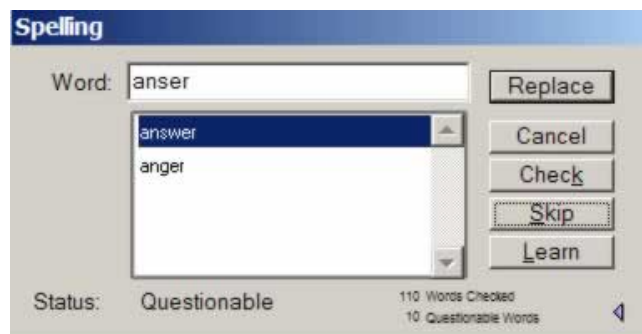 Spelling
Word: anser
Replace
answer
anger
Cancel
Check
Skip
Learn
Status: Questionable
110 Words Checked
10 Questionable Words